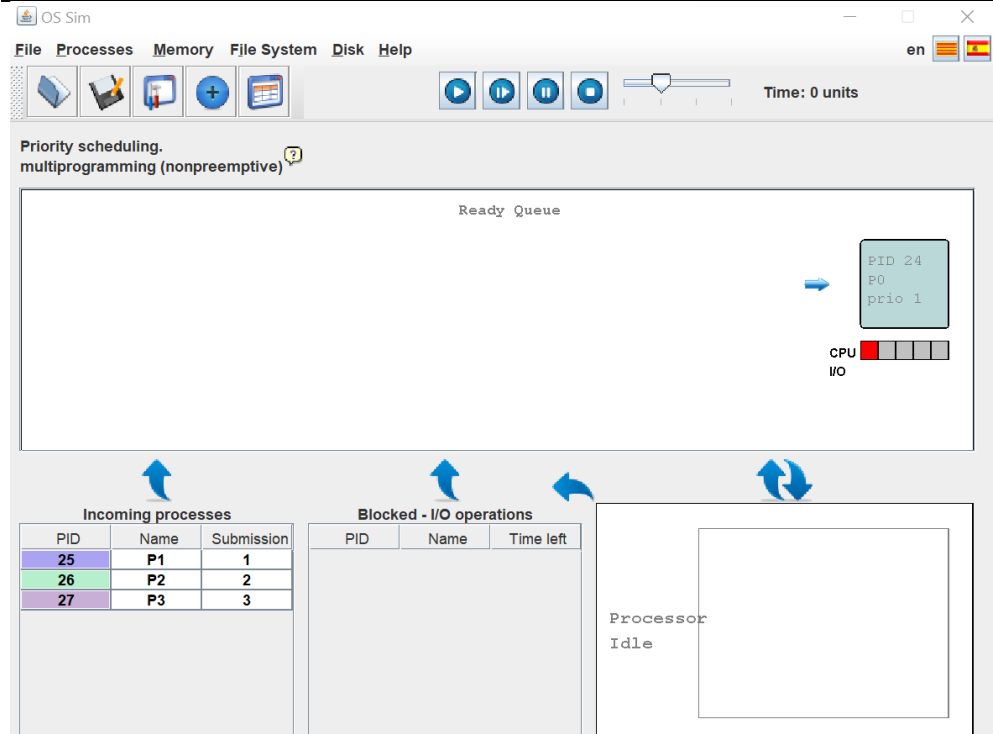 OS Sim
File Processes Memory File System Disk Help en
Time: 0 units
Priority scheduling.
multiprogramming (nonpreemptive) ?
Ready Queue
PID 24
P0
prio 1
CPU
I/O
Incoming processes
PID Name Submission
25 P1 1
26 P2 2
27 P3 3
Blocked - I/O operations
PID Name Time left
Processor
Idle